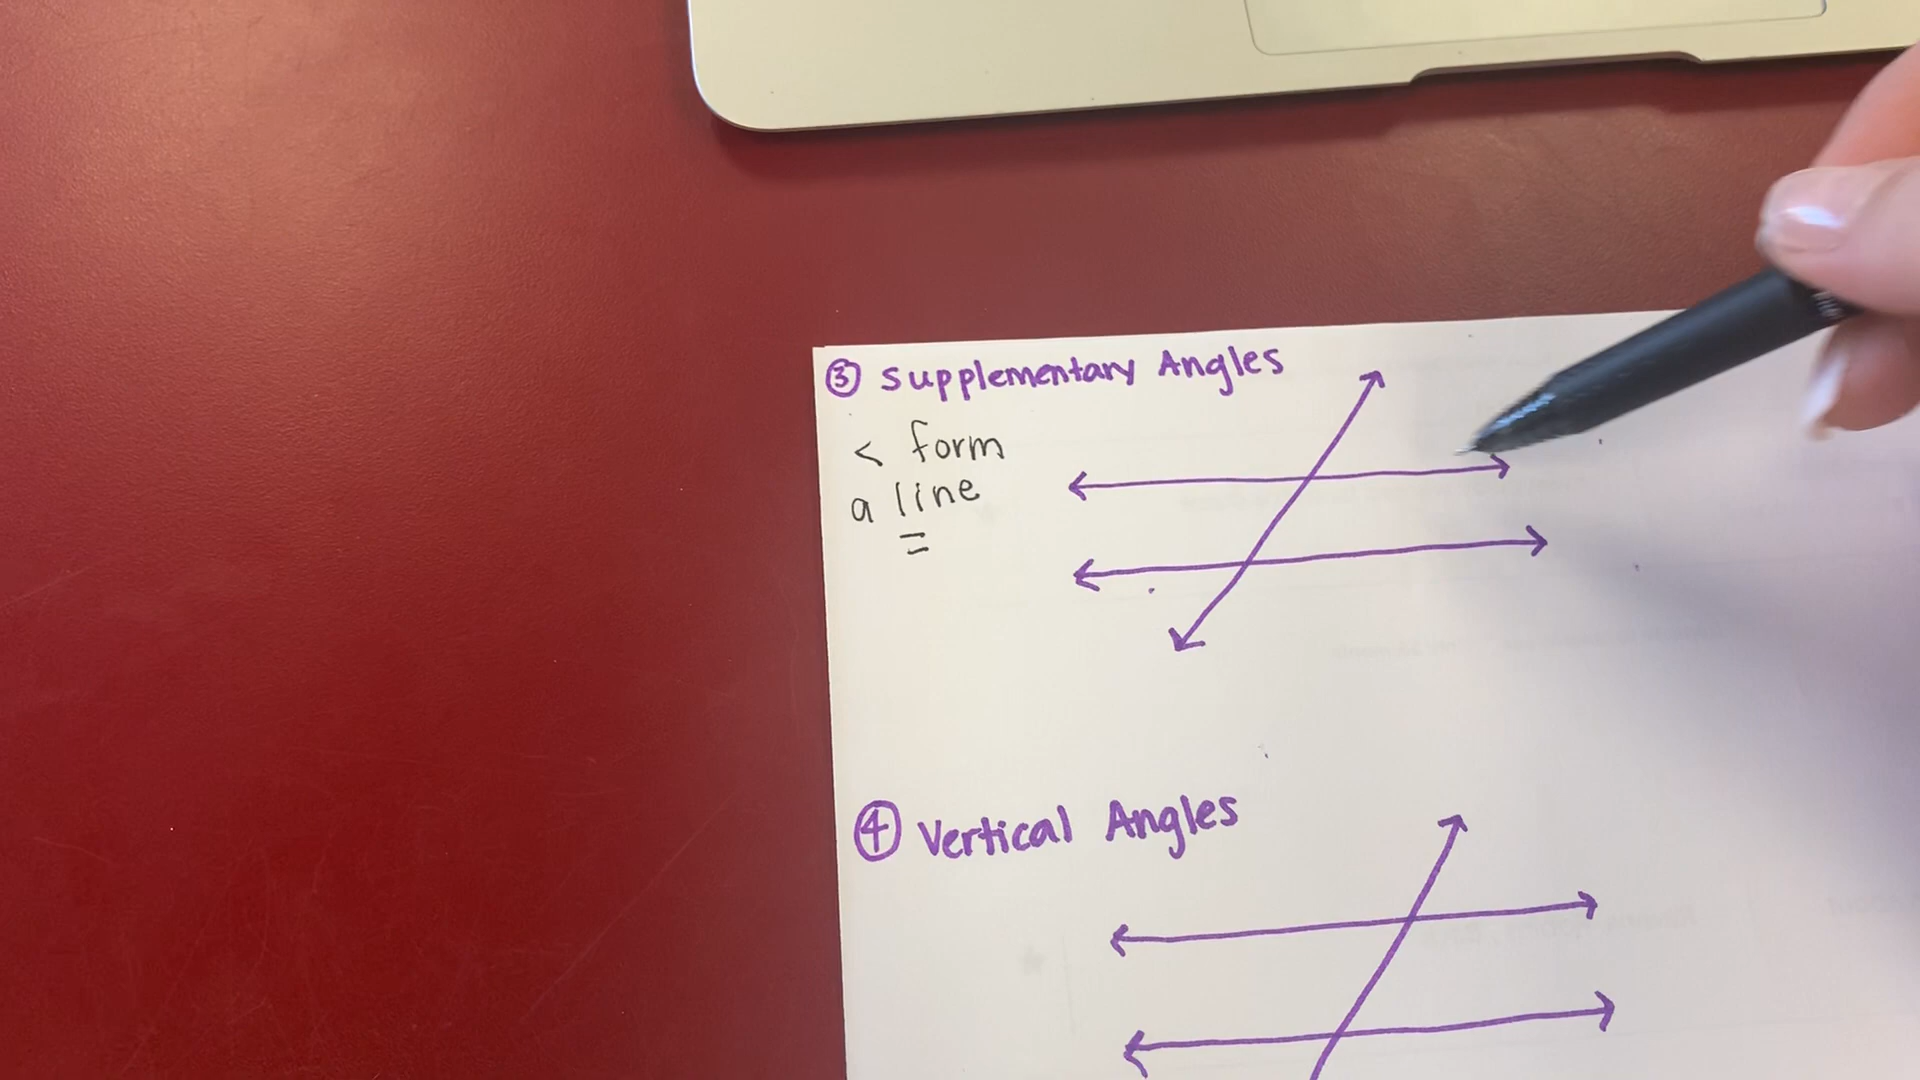 ③ Supplementary Angles
< form
a line
④ Vertical Angles